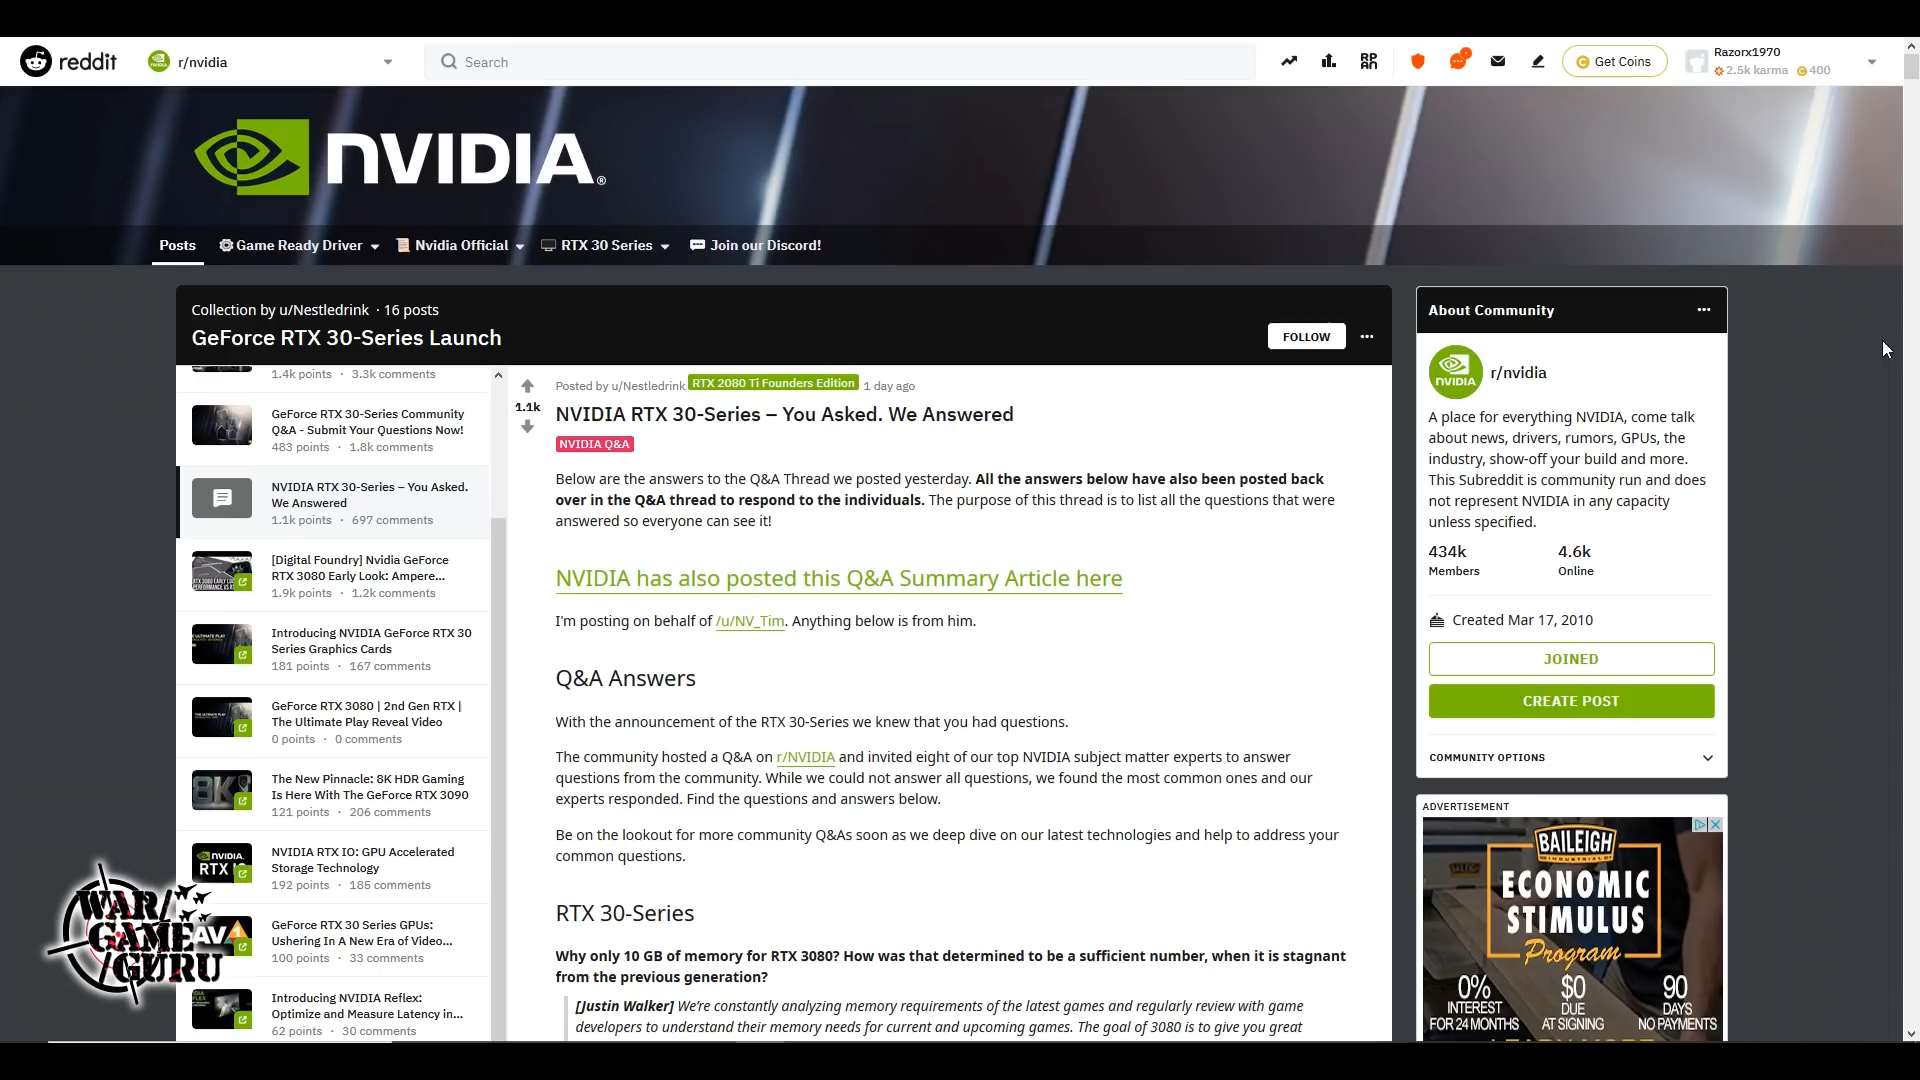 reddit
r/nvidia
Search
RPAN
Get Coins
Razorx1970
2.5k karma
400
NVIDIA®
Posts
Game Ready Driver
Nvidia Official
RTX 30 Series
Join our Discord!
Collection by u/Nestledrink · 16 posts
GeForce RTX 30-Series Launch
FOLLOW
1.4k points · 3.3k comments
GeForce RTX 30-Series Community
Q&A - Submit Your Questions Now!
483 points · 1.8k comments
NVIDIA RTX 30-Series – You Asked.
We Answered
1.1k points · 697 comments
[Digital Foundry] Nvidia GeForce
RTX 3080 Early Look: Ampere...
1.9k points · 1.2k comments
Introducing NVIDIA GeForce RTX 30
Series Graphics Cards
181 points · 167 comments
GeForce RTX 3080 | 2nd Gen RTX |
The Ultimate Play Reveal Video
0 points · 0 comments
8K
The New Pinnacle: 8K HDR Gaming
Is Here With The GeForce RTX 3090
121 points · 206 comments
NVIDIA.
RTX
NVIDIA RTX IO: GPU Accelerated
Storage Technology
192 points · 185 comments
GeForce RTX 30 Series GPUs:
Ushering In A New Era of Video...
100 points · 33 comments
Introducing NVIDIA Reflex:
Optimize and Measure Latency in...
62 points · 30 comments
WAR/
GAME
/GURU
1.1k
Posted by u/Nestledrink RTX 2080 Ti Founders Edition 1 day ago
NVIDIA RTX 30-Series – You Asked. We Answered
NVIDIA Q&A
Below are the answers to the Q&A Thread we posted yesterday. All the answers below have also been posted back
over in the Q&A thread to respond to the individuals. The purpose of this thread is to list all the questions that were
answered so everyone can see it!
NVIDIA has also posted this Q&A Summary Article here
I'm posting on behalf of /u/NV_Tim. Anything below is from him.
Q&A Answers
With the announcement of the RTX 30-Series we knew that you had questions.
The community hosted a Q&A on r/NVIDIA and invited eight of our top NVIDIA subject matter experts to answer
questions from the community. While we could not answer all questions, we found the most common ones and our
experts responded. Find the questions and answers below.
Be on the lookout for more community Q&As soon as we deep dive on our latest technologies and help to address your
common questions.
RTX 30-Series
Why only 10 GB of memory for RTX 3080? How was that determined to be a sufficient number, when it is stagnant
from the previous generation?
[Justin Walker] We're constantly analyzing memory requirements of the latest games and regularly review with game
developers to understand their memory needs for current and upcoming games. The goal of 3080 is to give you great
About Community
NVIDIA
r/nvidia
A place for everything NVIDIA, come talk
about news, drivers, rumors, GPUs, the
industry, show-off your build and more.
This Subreddit is community run and does
not represent NVIDIA in any capacity
unless specified.
434k
Members
4.6k
Online
Created Mar 17, 2010
JOINED
CREATE POST
COMMUNITY OPTIONS
ADVERTISEMENT
BAILEIGH
INDUSTRIAL
ECONOMIC
STIMULUS
Program
0%
INTEREST
FOR 24 MONTHS
$0
DUE
AT SIGNING
90
DAYS
NO PAYMENTS
LEARN MORE